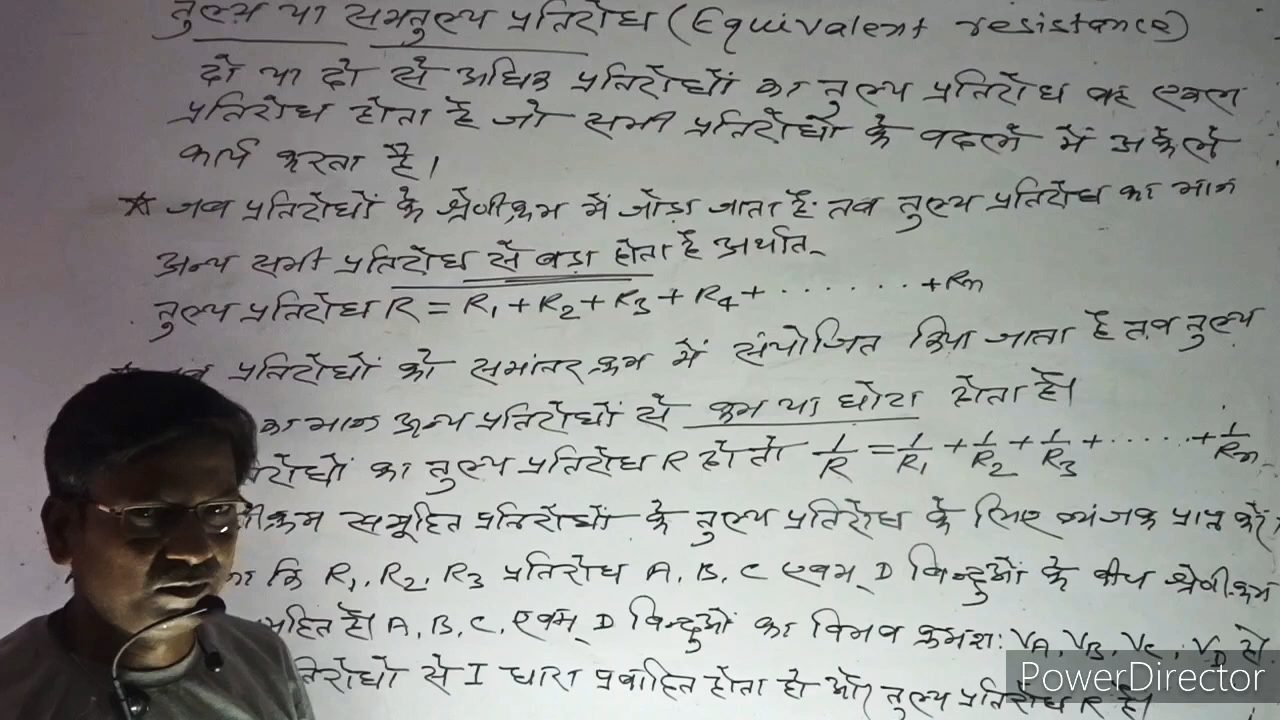 तुल्य या समतुल्य प्रतिरोध (Equivalent resistance)
दो या दो से अधिक प्रतिरोधों का तुल्य प्रतिरोध वह एकल
प्रतिरोध होता है जो सभी प्रतिरोधों के बदले में अकेले
कार्य करता है।
* जब प्रतिरोधों के श्रेणीक्रम में जोड़ा जाता है तब तुल्य प्रतिरोध का मान
अन्य सभी प्रतिरोध से बड़ा होता है अर्थात्
तुल्य प्रतिरोध R = R₁ + R₂ + R₃ + R₄ + ........ + Rn
प्रतिरोधों को समांतर क्रम में संयोजित किया जाता है तब तुल्य
का मान अन्य प्रतिरोधों से कम या छोटा होता है।
का तुल्य प्रतिरोध R हो तो 1/R = 1/R₁ + 1/R₂ + 1/R₃ + ...... + 1/Rn
समूहित प्रतिरोधों के तुल्य प्रतिरोध के लिए व्यंजक प्राप्त करें।
कि R₁, R₂, R₃ प्रतिरोध A, B, C एवम् D बिन्दुओं के बीच श्रेणीक्रम
है। A, B, C, एवम् D बिन्दुओं का विभव क्रमशः VA, VB, VC, VD है
से I धारा प्रवाहित होता हो और तुल्य प्रतिरोध R है।
PowerDirector